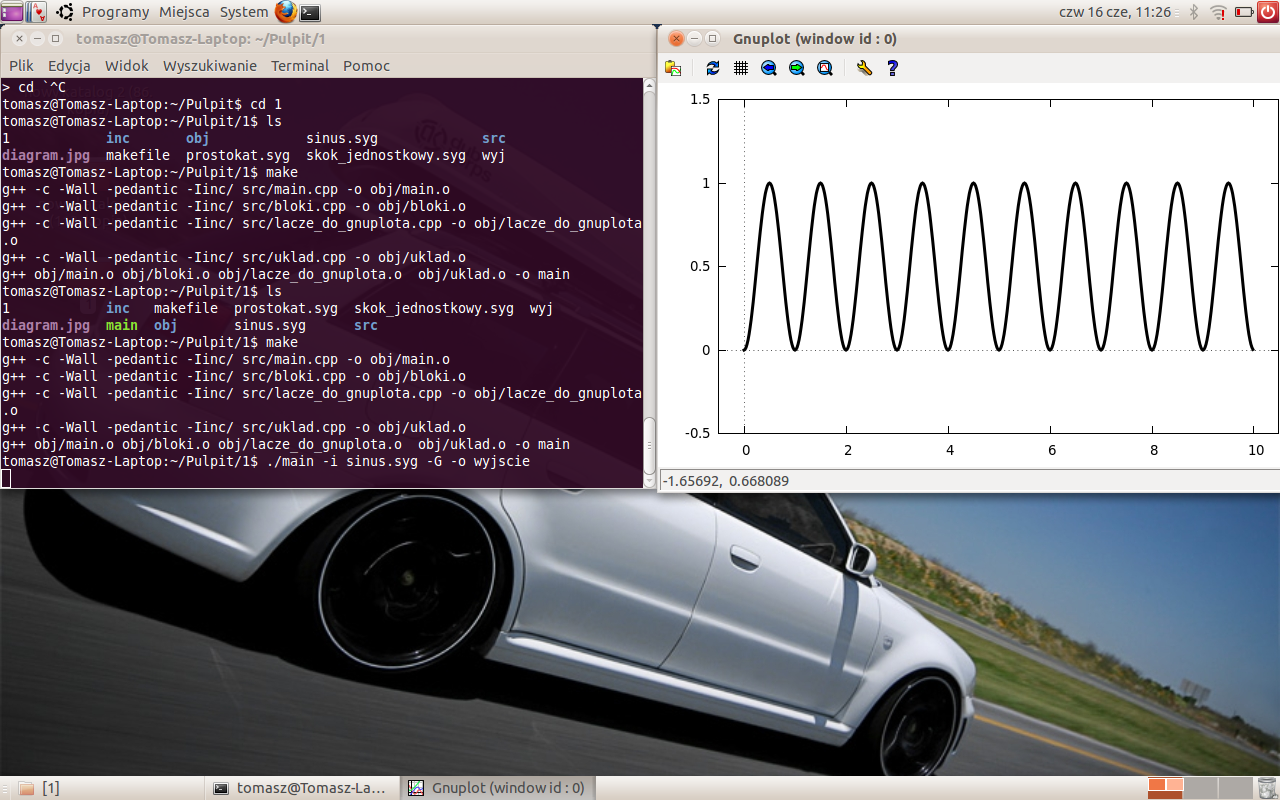 Programy Miejsca System
czw 16 cze, 11:26
tomasz@Tomasz-Laptop: ~/Pulpit/1
Plik Edycja Widok Wyszukiwanie Terminal Pomoc
> cd `^C
tomasz@Tomasz-Laptop:~/Pulpit$ cd 1
tomasz@Tomasz-Laptop:~/Pulpit/1$ ls
1 inc obj sinus.syg src
diagram.jpg makefile prostokat.syg skok_jednostkowy.syg wyj
tomasz@Tomasz-Laptop:~/Pulpit/1$ make
g++ -c -Wall -pedantic -Iinc/ src/main.cpp -o obj/main.o
g++ -c -Wall -pedantic -Iinc/ src/bloki.cpp -o obj/bloki.o
g++ -c -Wall -pedantic -Iinc/ src/lacze_do_gnuplota.cpp -o obj/lacze_do_gnuplota
.o
g++ -c -Wall -pedantic -Iinc/ src/uklad.cpp -o obj/uklad.o
g++ obj/main.o obj/bloki.o obj/lacze_do_gnuplota.o  obj/uklad.o -o main
tomasz@Tomasz-Laptop:~/Pulpit/1$ ls
1 inc makefile prostokat.syg skok_jednostkowy.syg wyj
diagram.jpg main obj sinus.syg src
tomasz@Tomasz-Laptop:~/Pulpit/1$ make
g++ -c -Wall -pedantic -Iinc/ src/main.cpp -o obj/main.o
g++ -c -Wall -pedantic -Iinc/ src/bloki.cpp -o obj/bloki.o
g++ -c -Wall -pedantic -Iinc/ src/lacze_do_gnuplota.cpp -o obj/lacze_do_gnuplota
.o
g++ -c -Wall -pedantic -Iinc/ src/uklad.cpp -o obj/uklad.o
g++ obj/main.o obj/bloki.o obj/lacze_do_gnuplota.o  obj/uklad.o -o main
tomasz@Tomasz-Laptop:~/Pulpit/1$ ./main -i sinus.syg -G -o wyjscie
Gnuplot (window id : 0)
1.5
1
0.5
0
-0.5
0 2 4 6 8 10
-1.65692, 0.668089
[1]
tomasz@Tomasz-La...
Gnuplot (window id : 0)